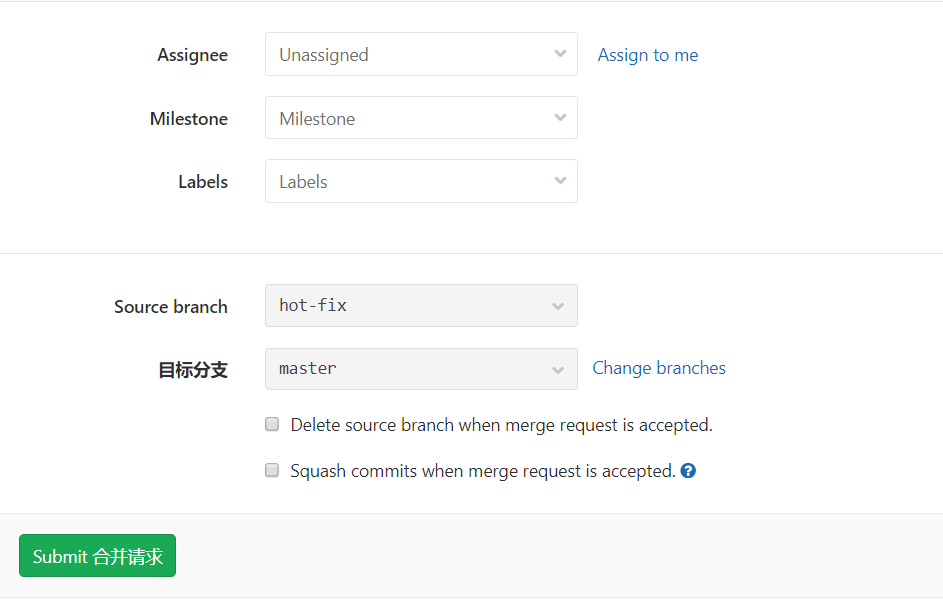 Assignee Unassigned Assign to me
Milestone Milestone
Labels Labels
Source branch hot-fix
目标分支 master Change branches
Delete source branch when merge request is accepted.
Squash commits when merge request is accepted. ?
Submit 合并请求